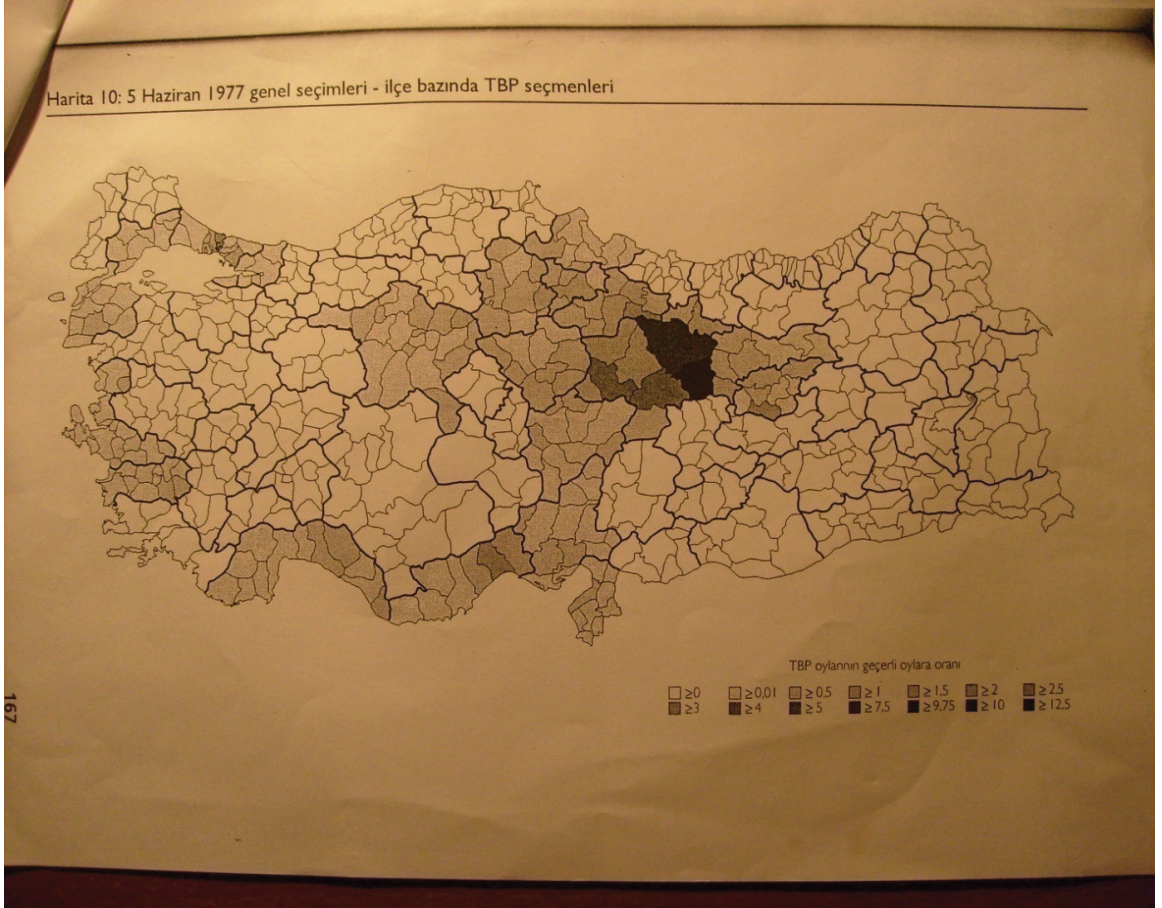 Harita 10: 5 Haziran 1977 genel seçimleri - ilçe bazında TBP seçmenleri
TBP oylarının geçerli oylara oranı
≥0 ≥0,01 ≥0.5 ≥1 ≥1,5 ≥2 ≥2,5
≥3 ≥4 ≥5 ≥7,5 ≥9,75 ≥10 ≥12,5
167